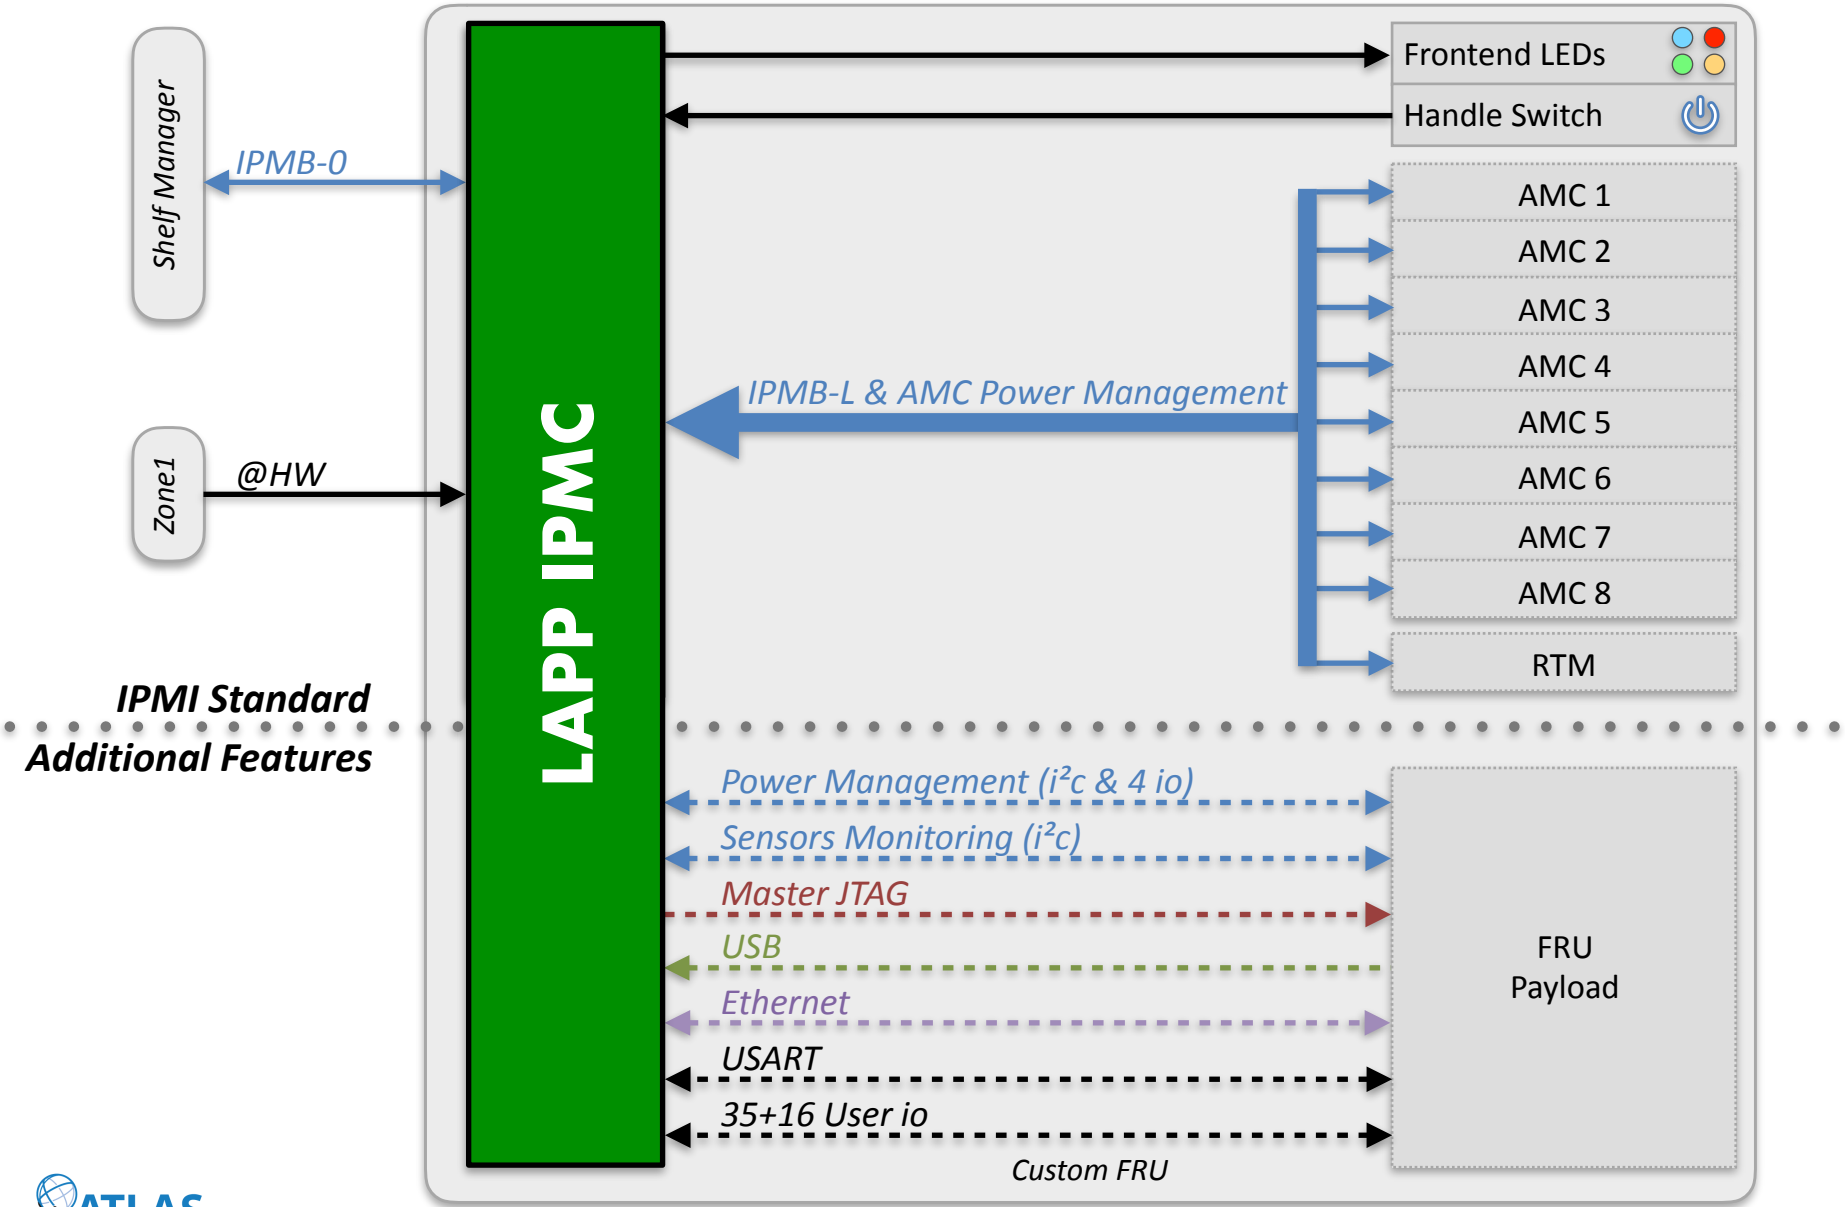 Shelf Manager
IPMB-0
Zone1
@HW
LAPP IPMC
Frontend LEDs
Handle Switch
IPMB-L & AMC Power Management
AMC 1
AMC 2
AMC 3
AMC 4
AMC 5
AMC 6
AMC 7
AMC 8
RTM
IPMI Standard
Additional Features
Power Management (i²c & 4 io)
Sensors Monitoring (i²c)
Master JTAG
USB
Ethernet
USART
35+16 User io
FRU
Payload
Custom FRU
ATLAS